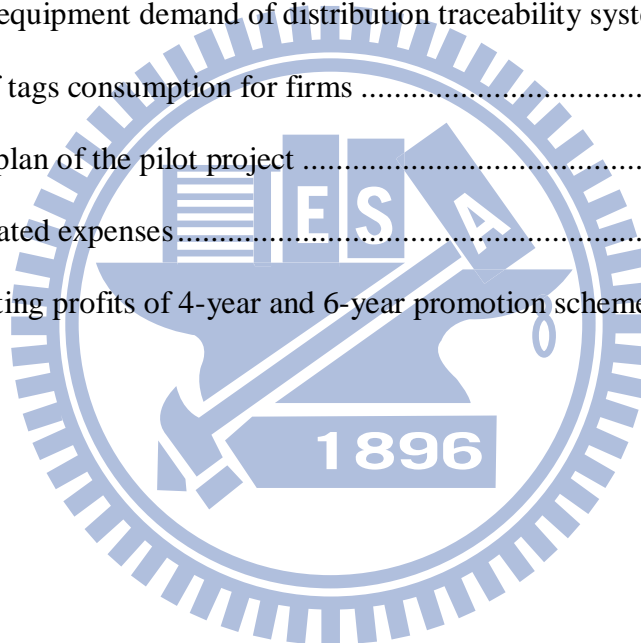 equipment demand of distribution traceability syste
tags consumption for firms ....................................
plan of the pilot project ............................................
ated expenses ..............................................................
ting profits of 4-year and 6-year promotion scheme
E S A
1896